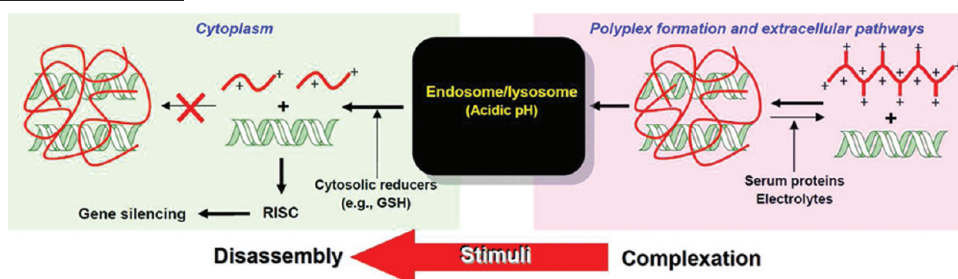 Cytoplasm
Polyplex formation and extracellular pathways
+ +
+
Endosome/lysosome
(Acidic pH)
+ + + +
+ + + +
+ + +
+
Cytosolic reducers
(e.g., GSH)
Gene silencing
RISC
Serum proteins
Electrolytes
Disassembly
Stimuli
Complexation